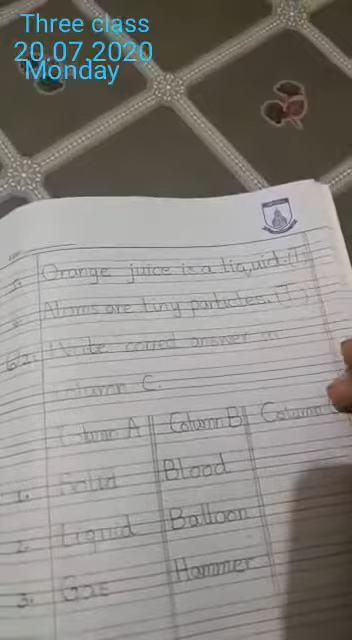 Three class
20.07.2020
Monday
Orange juice is a liquid. (T)
Atoms are tiny particles. (T)
Q2. Write correct answer in
column C.
Column A Column B Column
1. Solid Blood
2. Liquid Balloon
3. Gas Hammer